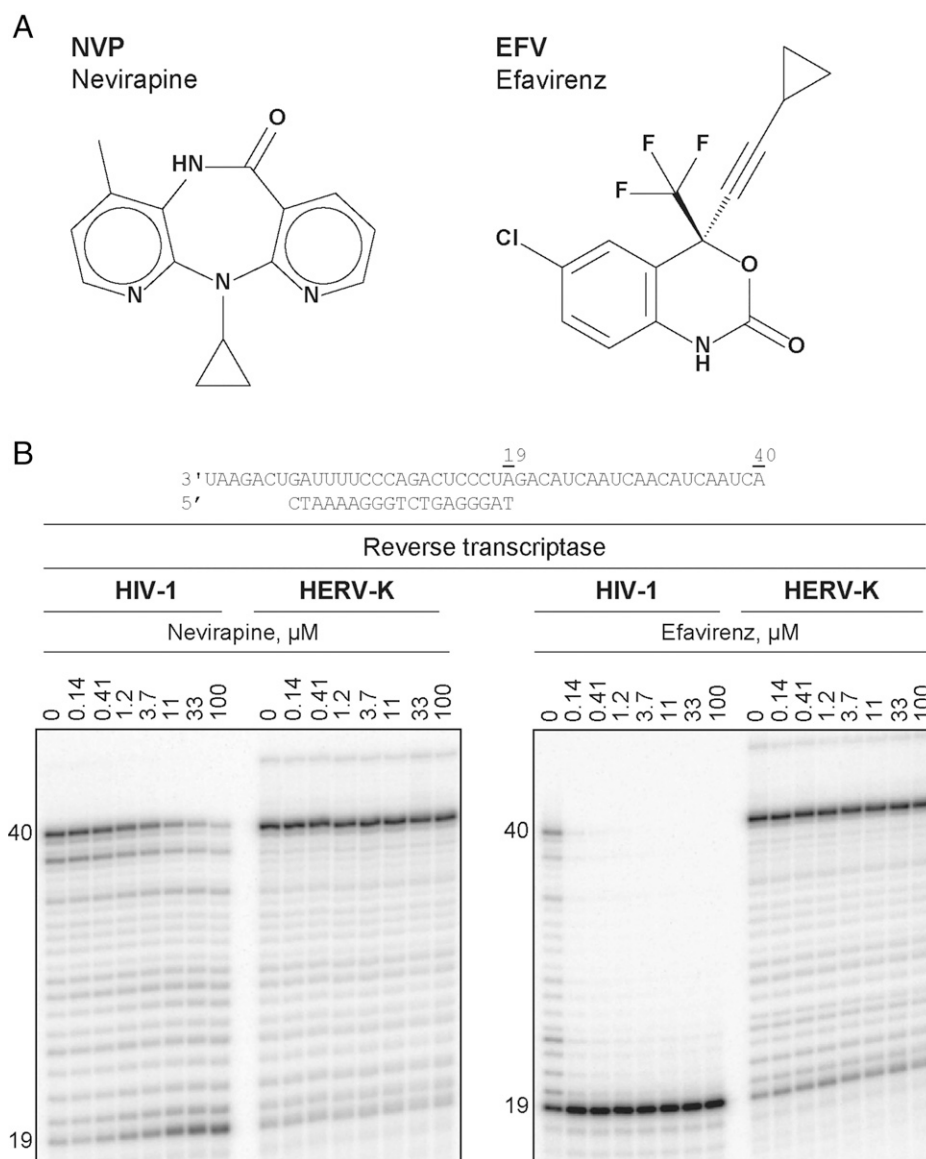 A
NVP
Nevirapine
O
HN
N
N
N
EFV
Efavirenz
F
F
F
Cl
O
N
H
O
B
19
40
3'UAAGACUGAUUUUCCCAGACUCCCUAGACAUCAAUCAACAUCAAUCA
5' CTAAAAGGGTCTGAGGGAT
Reverse transcriptase
HIV-1 HERV-K HIV-1 HERV-K
Nevirapine, µM Efavirenz, µM
0 0.14 0.41 1.2 3.7 11 33 100 0 0.14 0.41 1.2 3.7 11 33 100 0 0.14 0.41 1.2 3.7 11 33 100 0 0.14 0.41 1.2 3.7 11 33 100
40
19
40
19